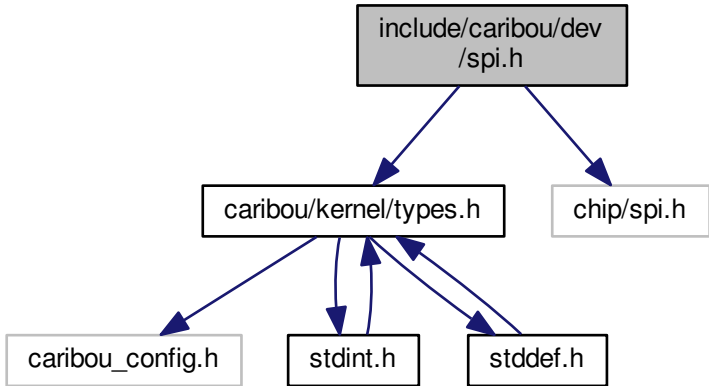 include/caribou/dev
/spi.h
caribou/kernel/types.h
chip/spi.h
caribou_config.h
stdint.h
stddef.h